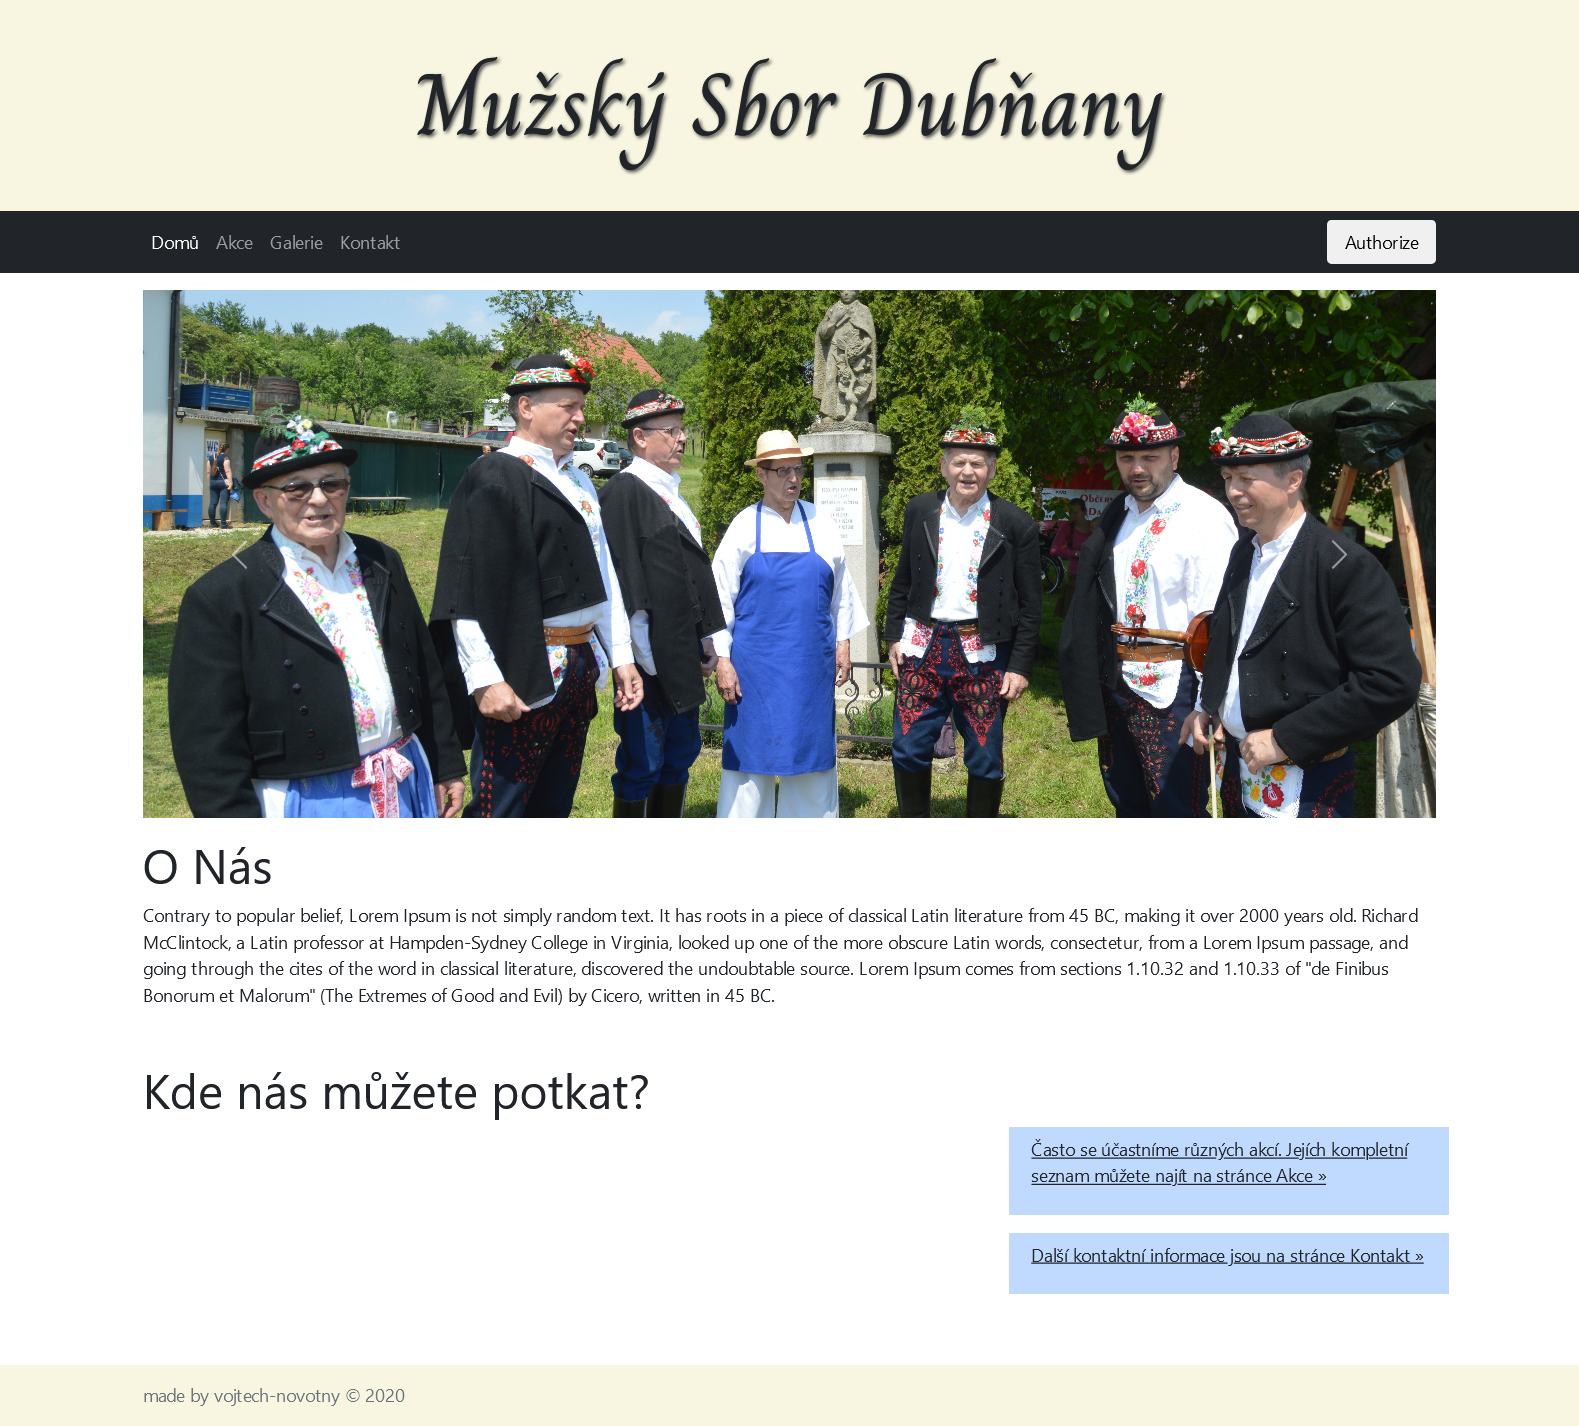 Mužský Sbor Dubňany
Domů Akce Galerie Kontakt Authorize
WC
O Nás
Contrary to popular belief, Lorem Ipsum is not simply random text. It has roots in a piece of classical Latin literature from 45 BC, making it over 2000 years old. Richard
McClintock, a Latin professor at Hampden-Sydney College in Virginia, looked up one of the more obscure Latin words, consectetur, from a Lorem Ipsum passage, and
going through the cites of the word in classical literature, discovered the undoubtable source. Lorem Ipsum comes from sections 1.10.32 and 1.10.33 of "de Finibus
Bonorum et Malorum" (The Extremes of Good and Evil) by Cicero, written in 45 BC.
Kde nás můžete potkat?
Často se účastníme různých akcí. Jejích kompletní
seznam můžete najít na stránce Akce »
Další kontaktní informace jsou na stránce Kontakt »
made by vojtech-novotny © 2020